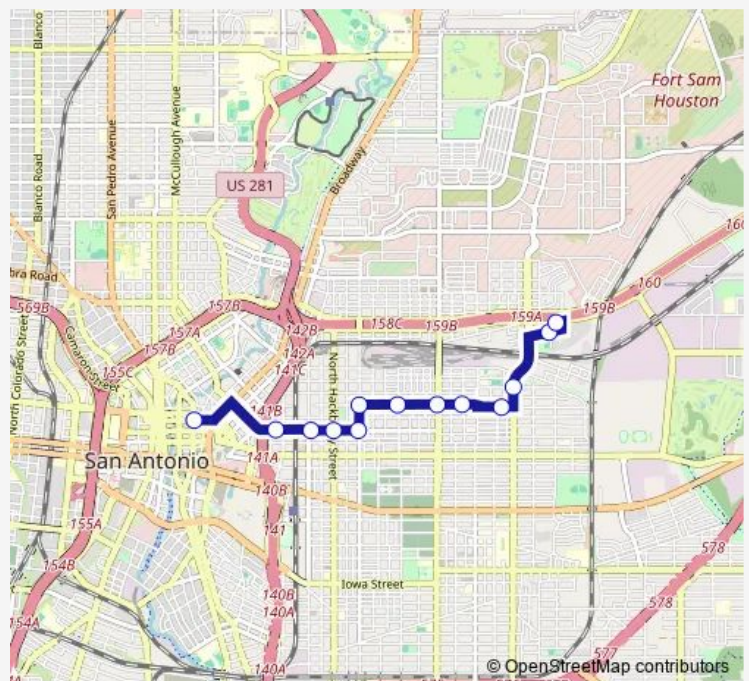 Blanco
San Pedro Avenue
McCullough Avenue
Fort Sam
Houston
Blanco Road
Broadway
US 281
160
bra Road
160
569B
157B
159A
159B
157A
142B
158C
159B
157B
142A
155C
141C
Camaron Street
North Colorado Street
North Hack
y Street
141B
San Antonio
141A
140B
155A
141
578
154B
Iowa Street
140B
578
154A
140A
577
140A
© OpenStreetMap contributors